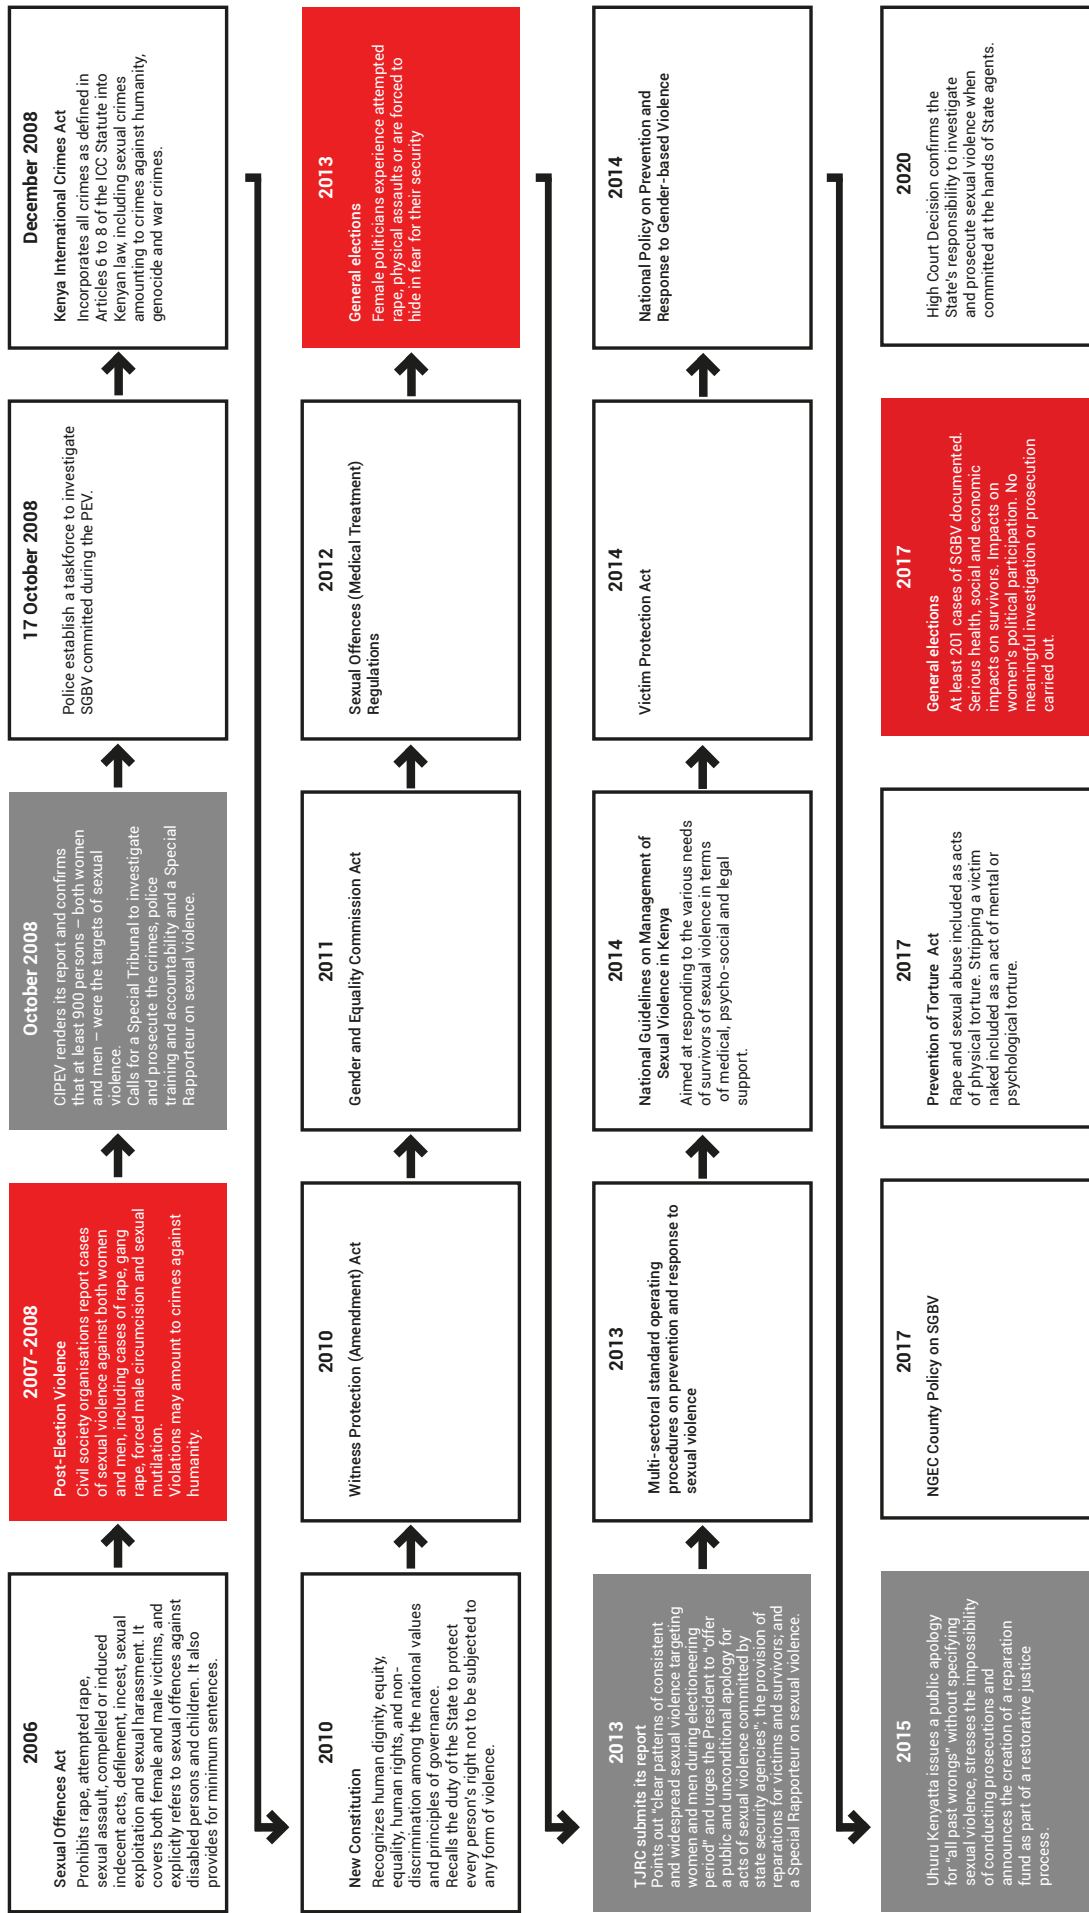 2006
Sexual Offences Act
Prohibits rape, attempted rape,
sexual assault, compelled or induced
indecent acts, defilement, incest, sexual
exploitation and sexual harassment. It
covers both female and male victims, and
explicitly refers to sexual offences against
disabled persons and children. It also
provides for minimum sentences.
2007-2008
Post-Election Violence
Civil society organisations report cases
of sexual violence against both women
and men, including cases of rape, gang
rape, forced male circumcision and sexual
mutilation.
Violations may amount to crimes against
humanity.
October 2008
CIPEV renders its report and confirms
that at least 900 persons – both women
and men – were the targets of sexual
violence.
Calls for a Special Tribunal to investigate
and prosecute the crimes, police
training and accountability and a Special
Rapporteur on sexual violence.
17 October 2008
Police establish a taskforce to investigate
SGBV committed during the PEV.
December 2008
Kenya International Crimes Act
Incorporates all crimes as defined in
Articles 6 to 8 of the ICC Statute into
Kenyan law, including sexual crimes
amounting to crimes against humanity,
genocide and war crimes.
2010
New Constitution
Recognizes human dignity, equity,
equality, human rights, and non-
discrimination among the national values
and principles of governance.
Recalls the duty of the State to protect
every person's right not to be subjected to
any form of violence.
2010
Witness Protection (Amendment) Act
2011
Gender and Equality Commission Act
2012
Sexual Offences (Medical Treatment)
Regulations
2013
General elections
Female politicians experience attempted
rape, physical assaults or are forced to
hide in fear for their security
2013
TJRC submits its report
Points out "clear patterns of consistent
and widespread sexual violence targeting
women and men during electioneering
period" and urges the President to "offer
a public and unconditional apology for
acts of sexual violence committed by
state security agencies"; the provision of
reparations for victims and survivors; and
a Special Rapporteur on sexual violence.
2013
Multi-sectoral standard operating
procedures on prevention and response to
sexual violence
2014
National Guidelines on Management of
Sexual Violence in Kenya
Aimed at responding to the various needs
of survivors of sexual violence in terms
of medical, psycho-social and legal
support.
2014
Victim Protection Act
2014
National Policy on Prevention and
Response to Gender-based Violence
2015
Uhuru Kenyatta issues a public apology
for "all past wrongs" without specifying
sexual violence, stresses the impossibility
of conducting prosecutions and
announces the creation of a reparation
fund as part of a restorative justice
process.
2017
NGEC County Policy on SGBV
2017
Prevention of Torture Act
Rape and sexual abuse included as acts
of physical torture. Stripping a victim
naked included as an act of mental or
psychological torture.
2017
General elections
At least 201 cases of SGBV documented.
Serious health, social and economic
impacts on survivors. Impacts on
women's political participation. No
meaningful investigation or prosecution
carried out.
2020
High Court Decision confirms the
State's responsibility to investigate
and prosecute sexual violence when
committed at the hands of State agents.